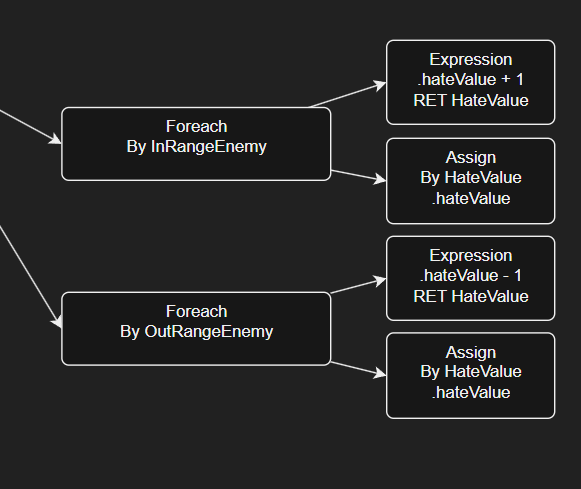 Foreach
By InRangeEnemy
Expression
.hateValue + 1
RET HateValue
Assign
By HateValue
.hateValue
Foreach
By OutRangeEnemy
Expression
.hateValue - 1
RET HateValue
Assign
By HateValue
.hateValue